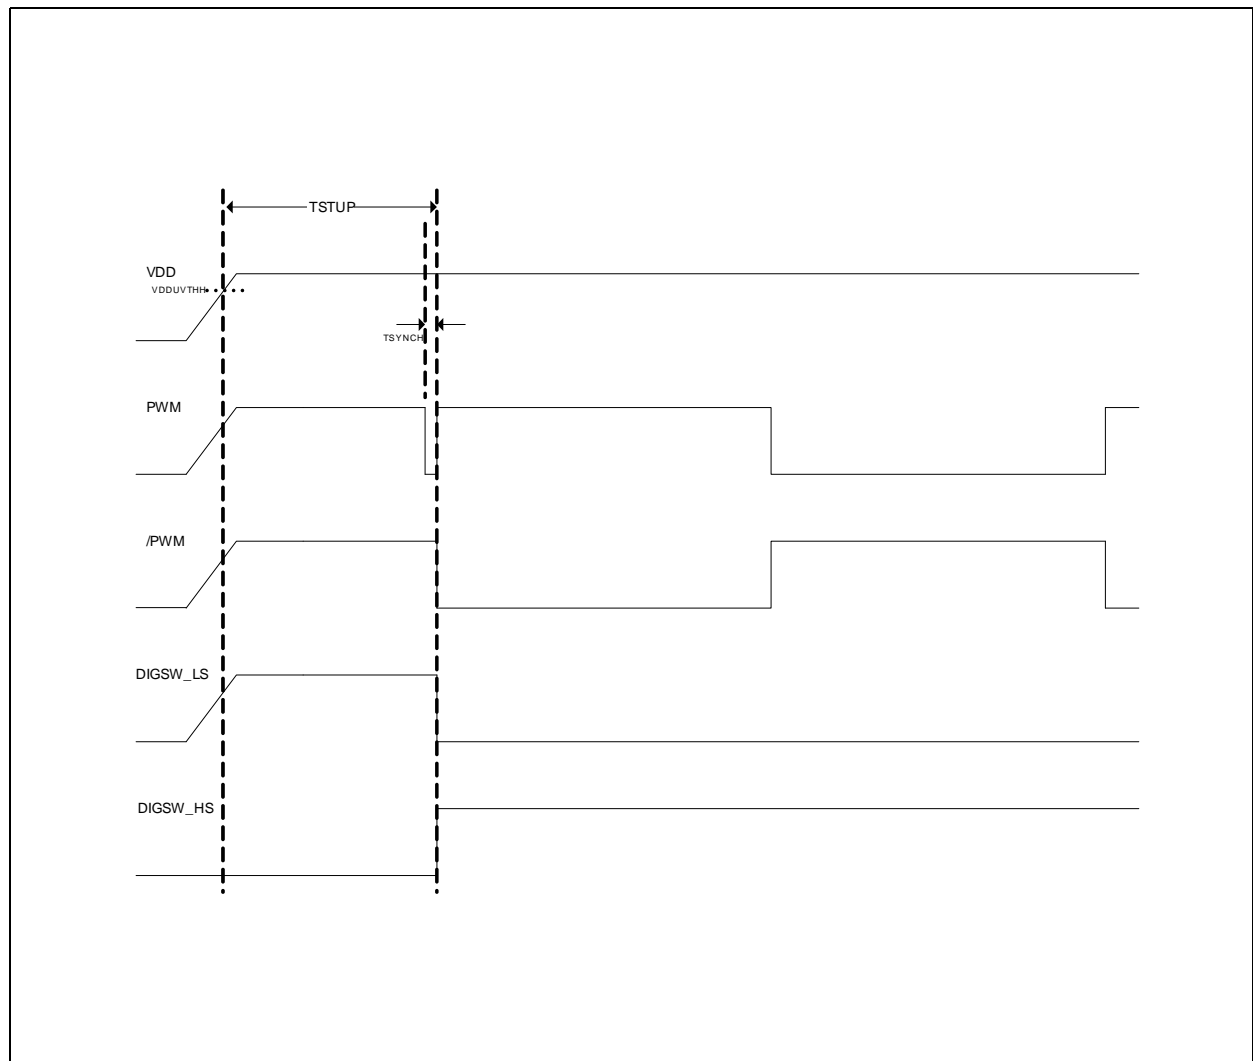 TSTUP
VDD
VDDUVTHH
TSYNCH
PWM
/PWM
DIGSW_LS
DIGSW_HS